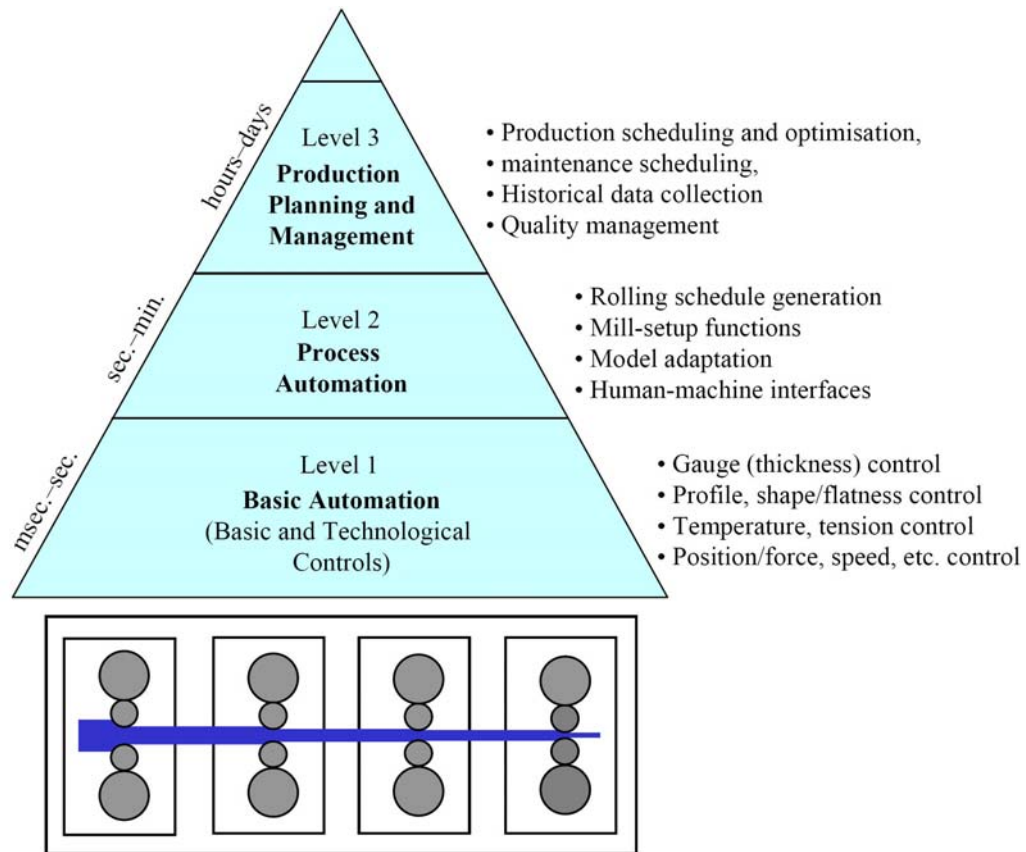 hours–days
Level 3
Production
Planning and
Management
• Production scheduling and optimisation,
• maintenance scheduling,
• Historical data collection
• Quality management
sec.–min.
Level 2
Process
Automation
• Rolling schedule generation
• Mill-setup functions
• Model adaptation
• Human-machine interfaces
msec.–sec.
Level 1
Basic Automation
(Basic and Technological
Controls)
• Gauge (thickness) control
• Profile, shape/flatness control
• Temperature, tension control
• Position/force, speed, etc. control